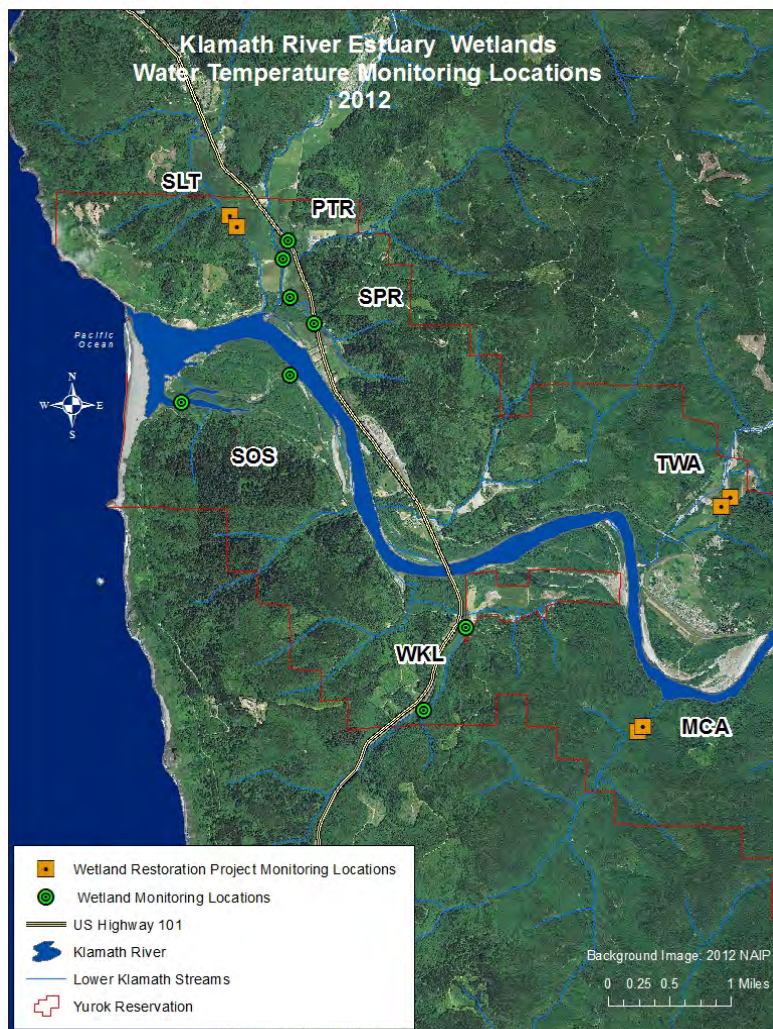 Klamath River Estuary Wetlands
Water Temperature Monitoring Locations
2012
SLT
PTR
SPR
Pacific
Ocean
N
W E
S
SOS
TWA
WKL
MCA
Wetland Restoration Project Monitoring Locations
Wetland Monitoring Locations
US Highway 101
Klamath River
Lower Klamath Streams
Yurok Reservation
Background Image: 2012 NAIP
0 0.25 0.5 1 Miles